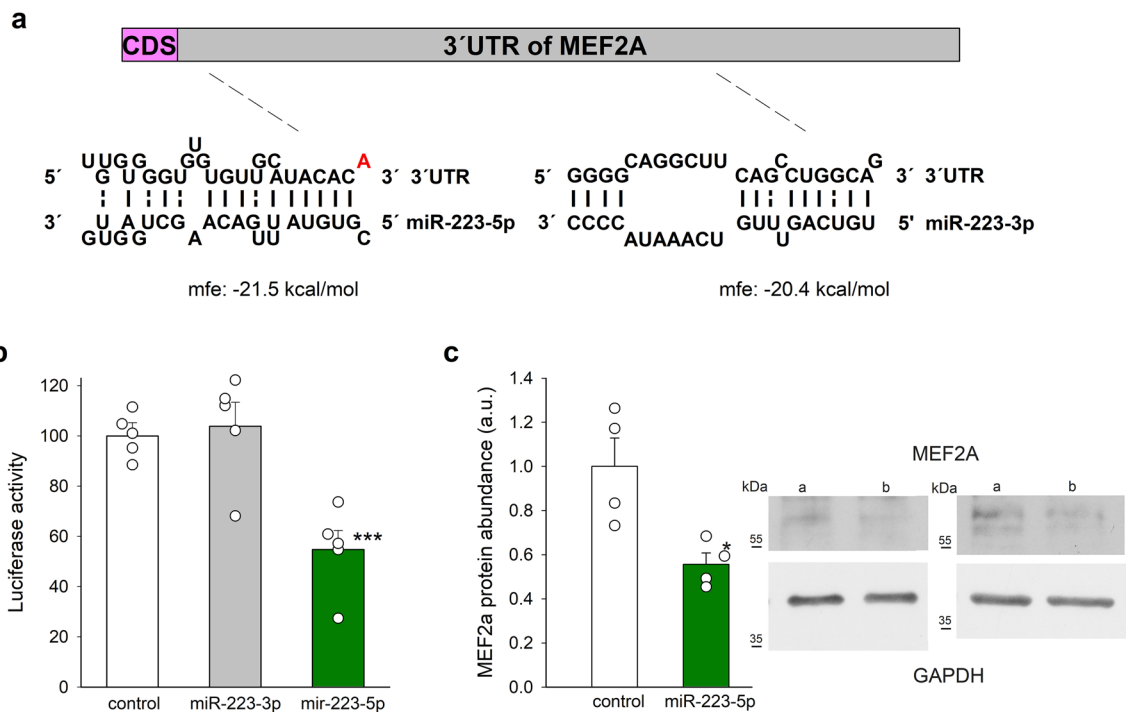 a
CDS 3´UTR of MEF2A
U
UUGG G GC A
5´ G U GGU U UGUU AUACAC 3´ 3´UTR
3´ U AUCG ACAGU AUGUG 5´ miR-223-5p
GUGG A UU C
mfe: -21.5 kcal/mol
CAGGCUU C G
5´ GGGG CAG CUGGCA 3´ 3´UTR
3´ CCCC GUU GACUGU 5' miR-223-3p
AUAAACU U
mfe: -20.4 kcal/mol
Luciferase activity
120
100
80
60
40
20
0
***
control miR-223-3p mir-223-5p
c
MEF2a protein abundance (a.u.)
1.4
1.2
1.0
0.8
0.6
0.4
0.2
0.0
*
control miR-223-5p
MEF2A
kDa a b
55
35
kDa a b
55
35
GAPDH